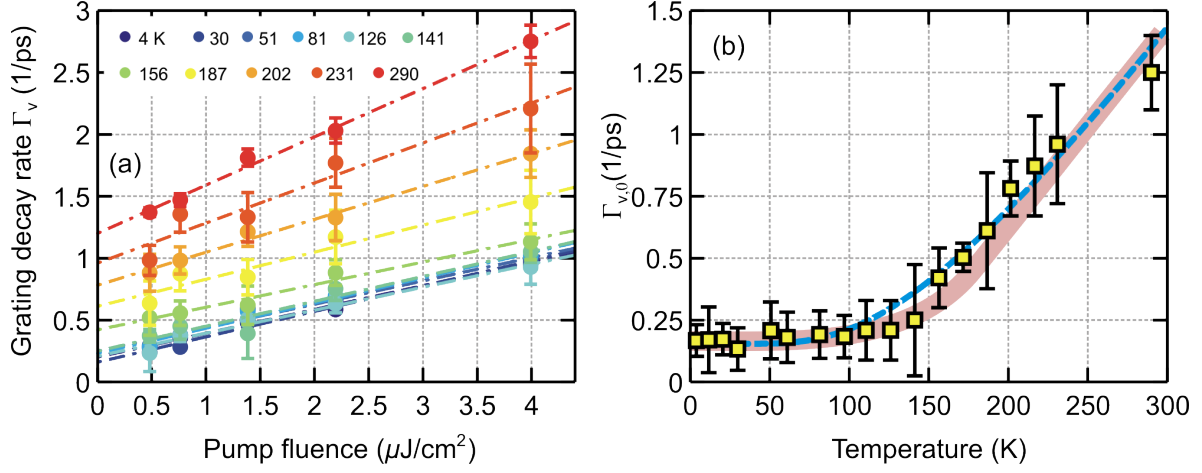 Grating decay rate Γv (1/ps)
3
2.5
2
1.5
1
0.5
0
4 K 30 51 81 126 141
156 187 202 231 290
(a)
0 0.5 1 1.5 2 2.5 3 3.5 4
Pump fluence (μJ/cm²)
Γv,0 (1/ps)
1.5
1.25
1
0.75
0.5
0.25
0
(b)
0 50 100 150 200 250 300
Temperature (K)